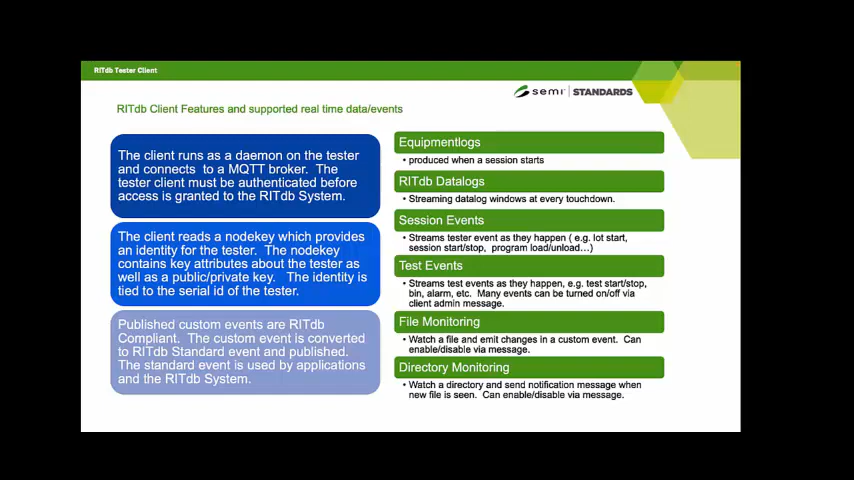 RITdb Tester Client
semi | STANDARDS
RITdb Client Features and supported real time data/events
The client runs as a daemon on the tester
and connects to a MQTT broker. The
tester client must be authenticated before
access is granted to the RITdb System.
The client reads a nodekey which provides
an identity for the tester. The nodekey
contains key attributes about the tester as
well as a public/private key. The identity is
tied to the serial id of the tester.
Published custom events are RITdb
Compliant. The custom event is converted
to RITdb Standard event and published.
The standard event is used by applications
and the RITdb System.
Equipmentlogs
• produced when a session starts
RITdb Datalogs
• Streaming datalog windows at every touchdown.
Session Events
• Streams tester event as they happen ( e.g. lot start,
session start/stop, program load/unload…)
Test Events
• Streams test events as they happen, e.g. test start/stop,
bin, alarm, etc. Many events can be turned on/off via
client admin message.
File Monitoring
• Watch a file and emit changes in a custom event. Can
enable/disable via message.
Directory Monitoring
• Watch a directory and send notification message when
new file is seen. Can enable/disable via message.